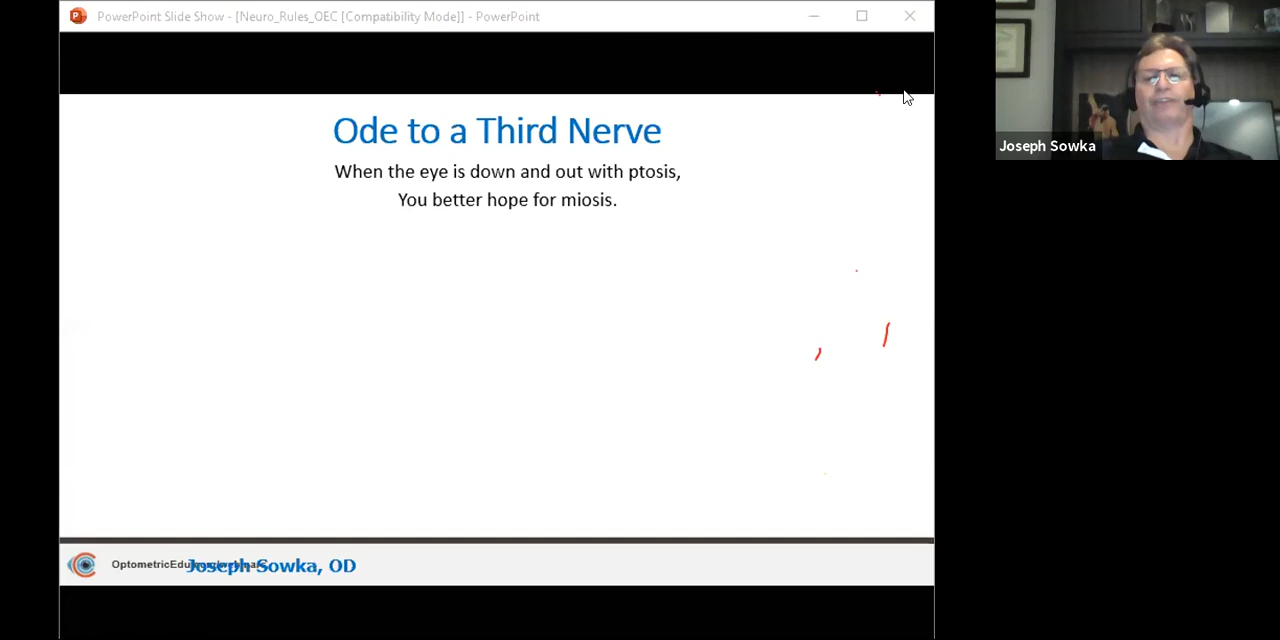 PowerPoint Slide Show - [Neuro_Rules_OEC [Compatibility Mode]] - PowerPoint
Ode to a Third Nerve
When the eye is down and out with ptosis,
You better hope for miosis.
Joseph Sowka
OptometricEdu
Joseph Sowka, OD